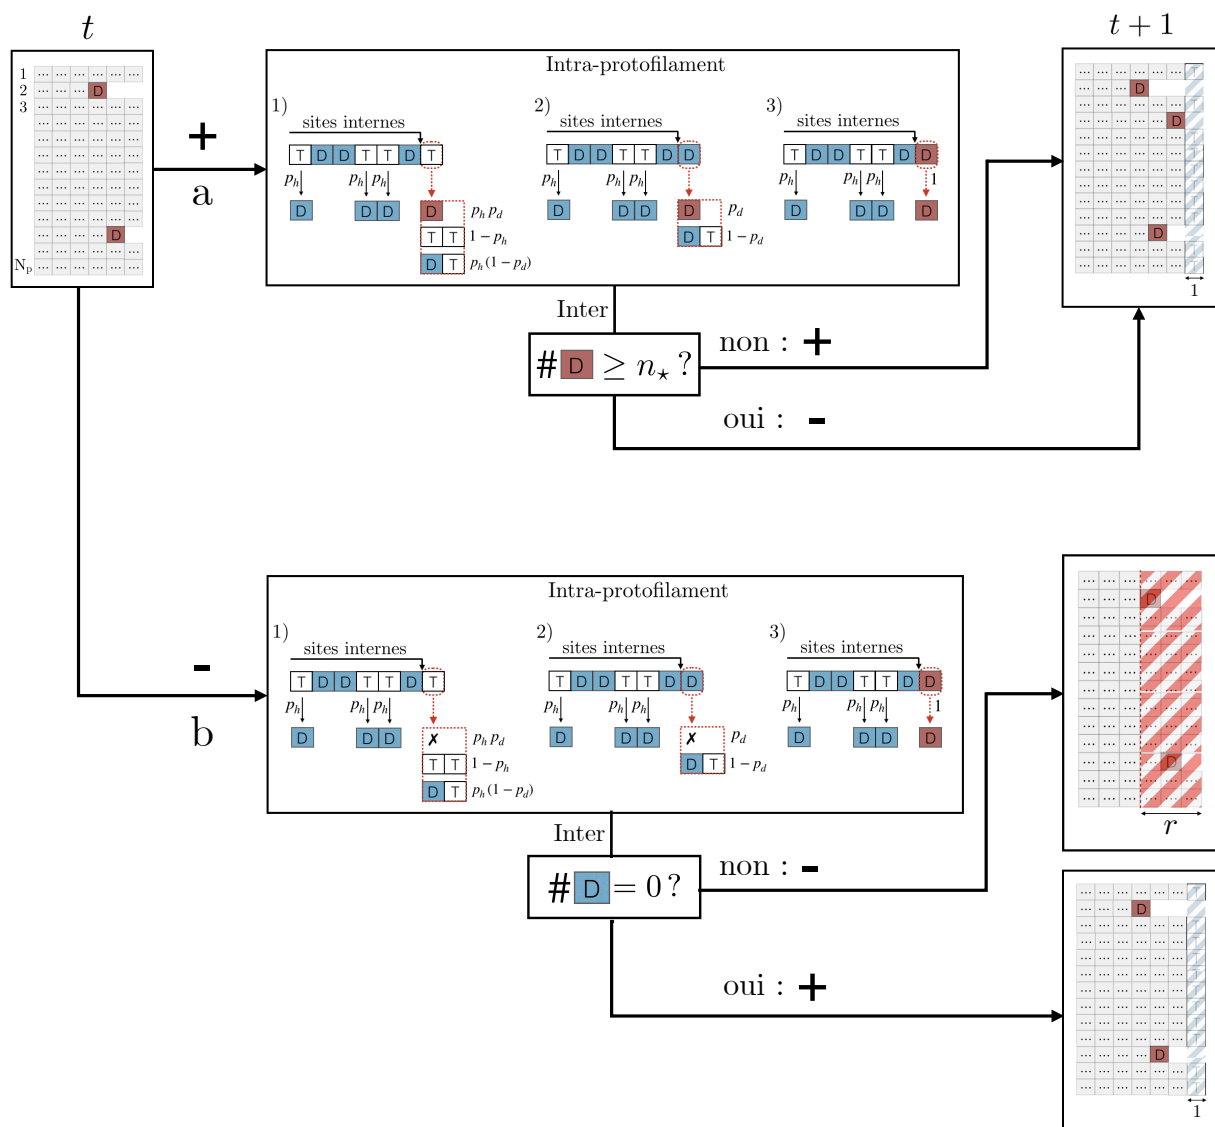 t
t + 1
1 ... ... ... ... ... ...
2 ... ... ... D
3 ... ... ... ... ... ...
... ... ... ... ... ...
... ... ... ... D
N_p ... ... ... ... ... ...
+
a
Intra-protofilament
1)
sites internes
T D D T T D T
p_h p_h p_h
D D D
D p_h p_d
T T 1 − p_h
D T p_h (1 − p_d)
2)
sites internes
T D D T T D D
p_h p_h p_h
D D D
D p_d
D T 1 − p_d
3)
sites internes
T D D T T D D
p_h p_h p_h 1
D D D D
Inter
# D ≥ n⋆ ?
non : +
oui : -
D
D
D
T
1
-
b
Intra-protofilament
1)
sites internes
T D D T T D T
p_h p_h p_h
D D D
✗ p_h p_d
T T 1 − p_h
D T p_h (1 − p_d)
2)
sites internes
T D D T T D D
p_h p_h p_h
D D D
✗ p_d
D T 1 − p_d
3)
sites internes
T D D T T D D
p_h p_h p_h 1
D D D D
Inter
# D = 0 ?
non : -
oui : +
D
D
r
D
D
T
1